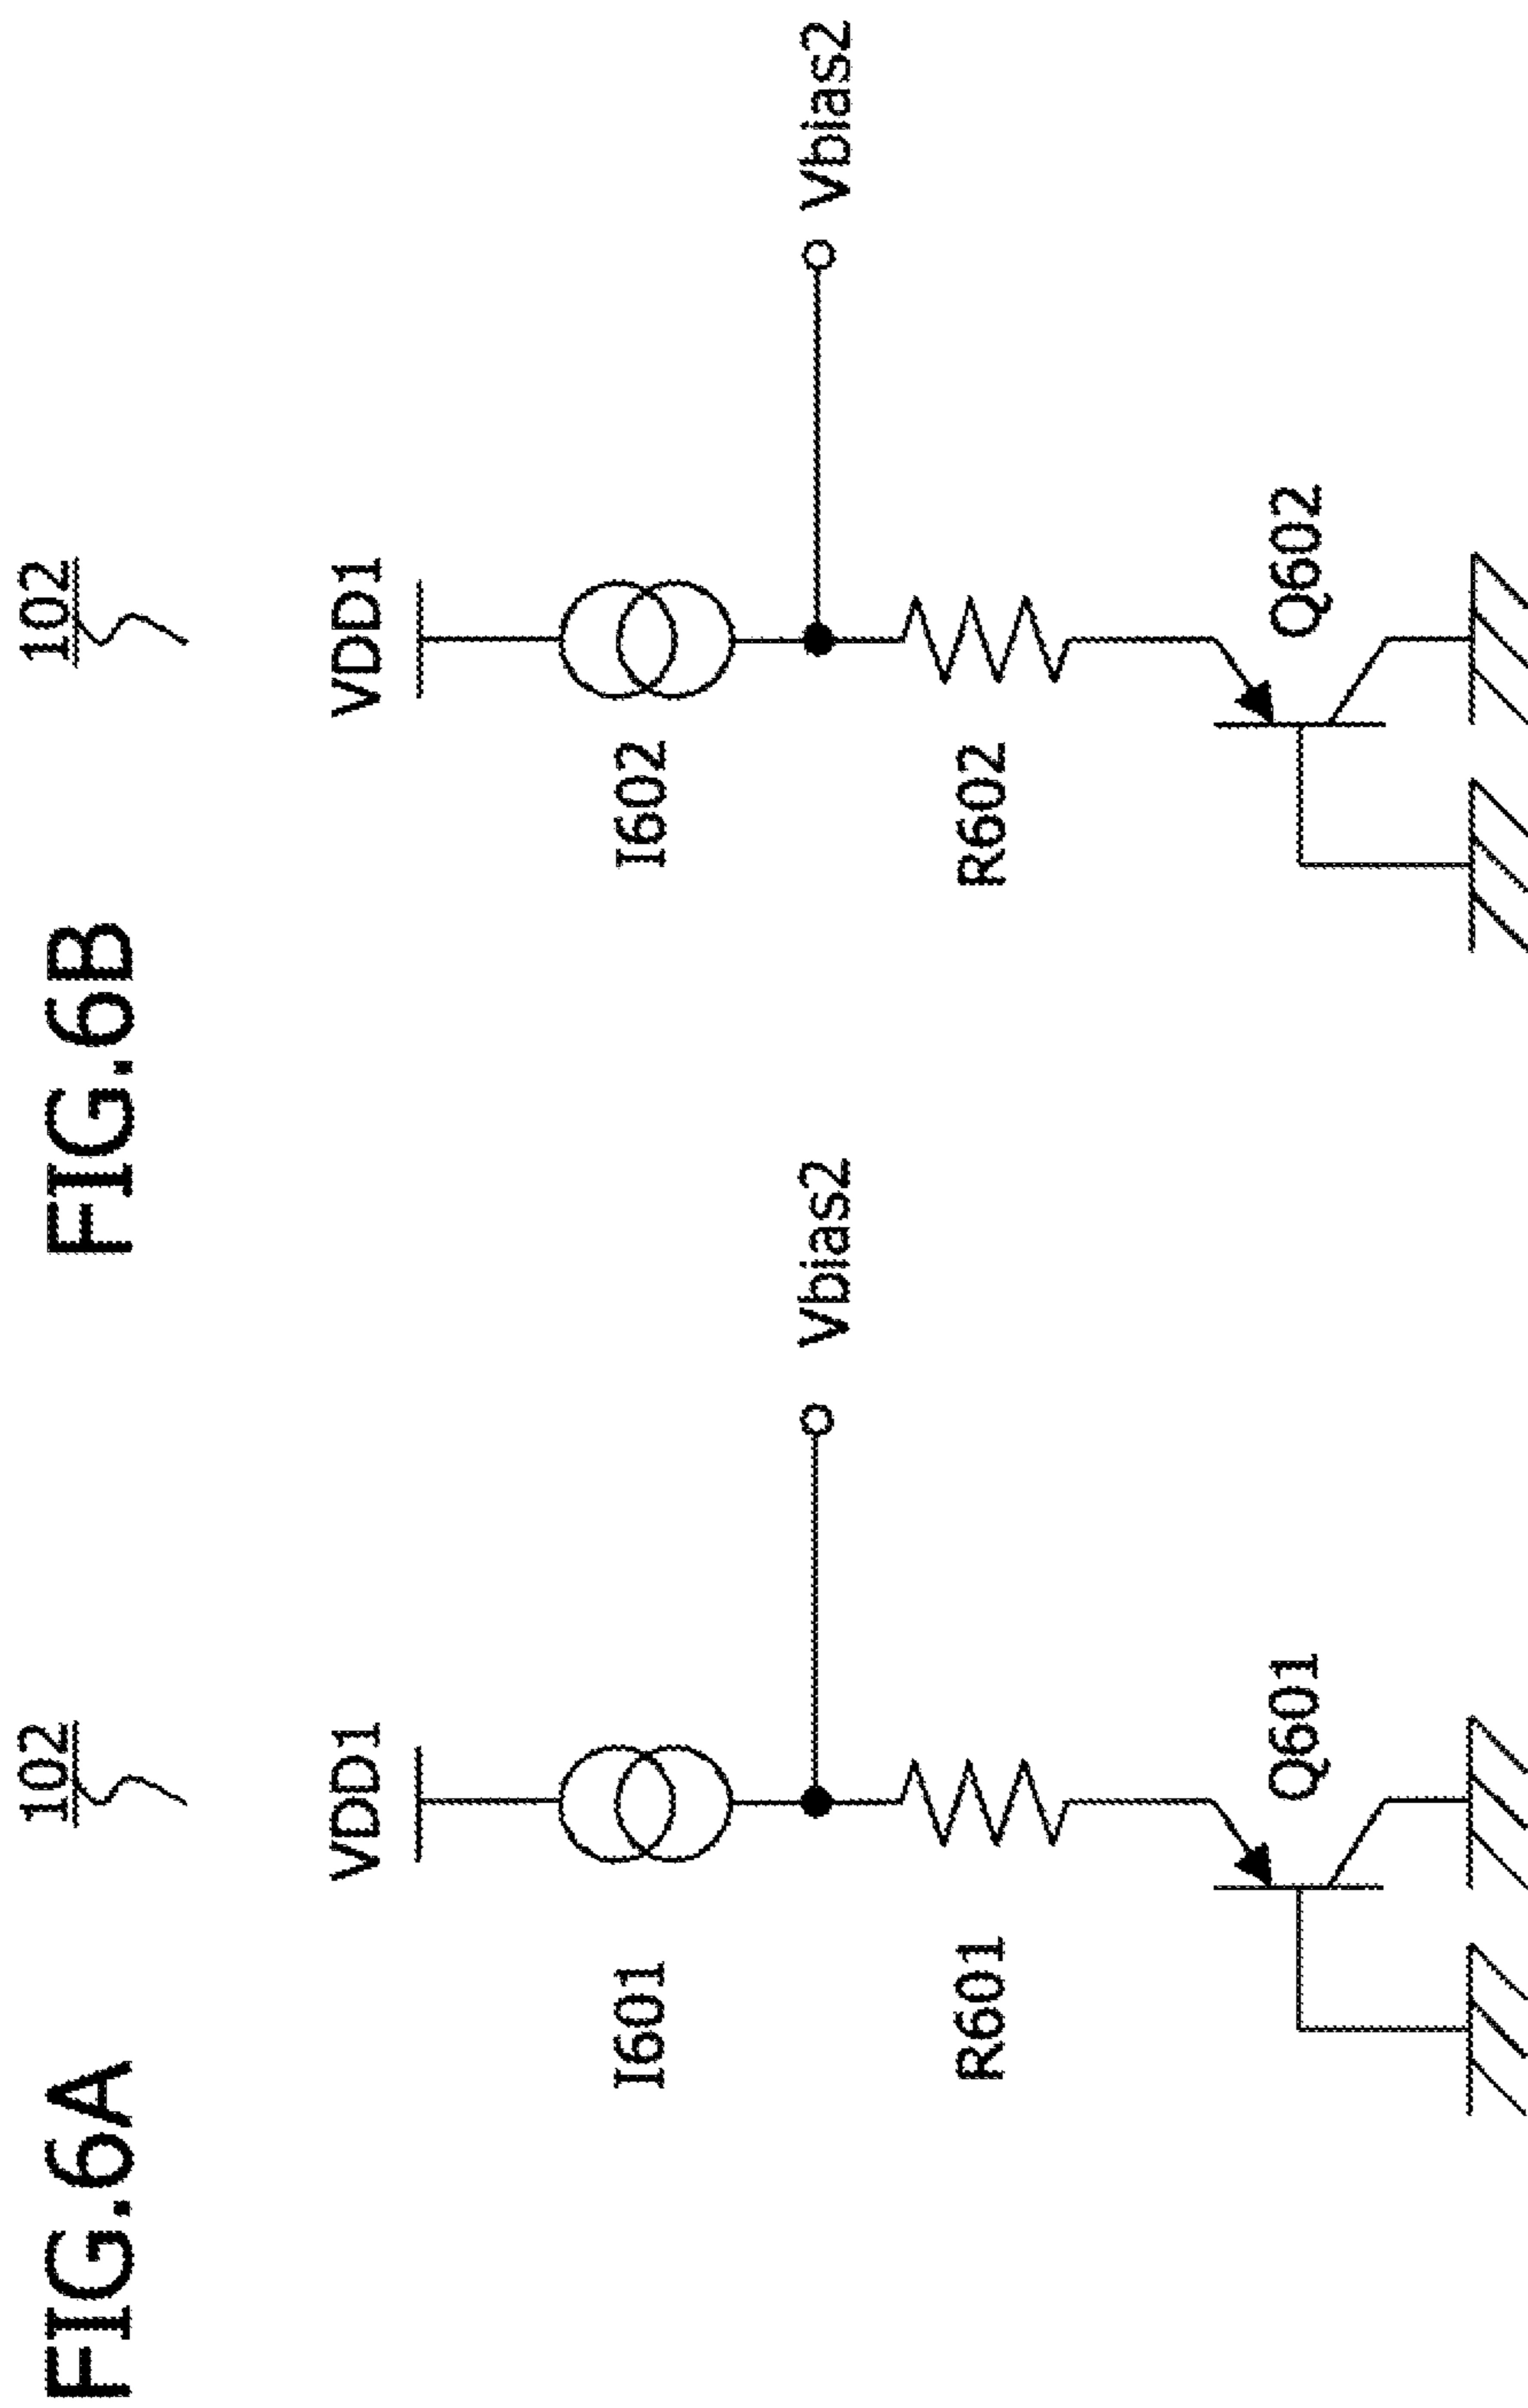 FIG.6A
102
VDD1
I601
Vbias2
R601
Q601
FIG.6B
102
VDD1
I602
Vbias2
R602
Q602